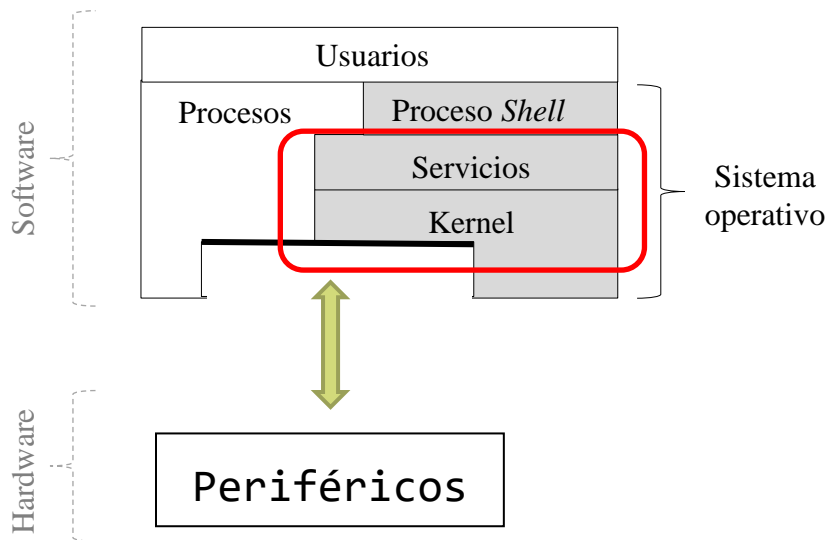 Software
Usuarios
Procesos
Proceso Shell
Servicios
Kernel
Sistema
operativo
Hardware
Periféricos